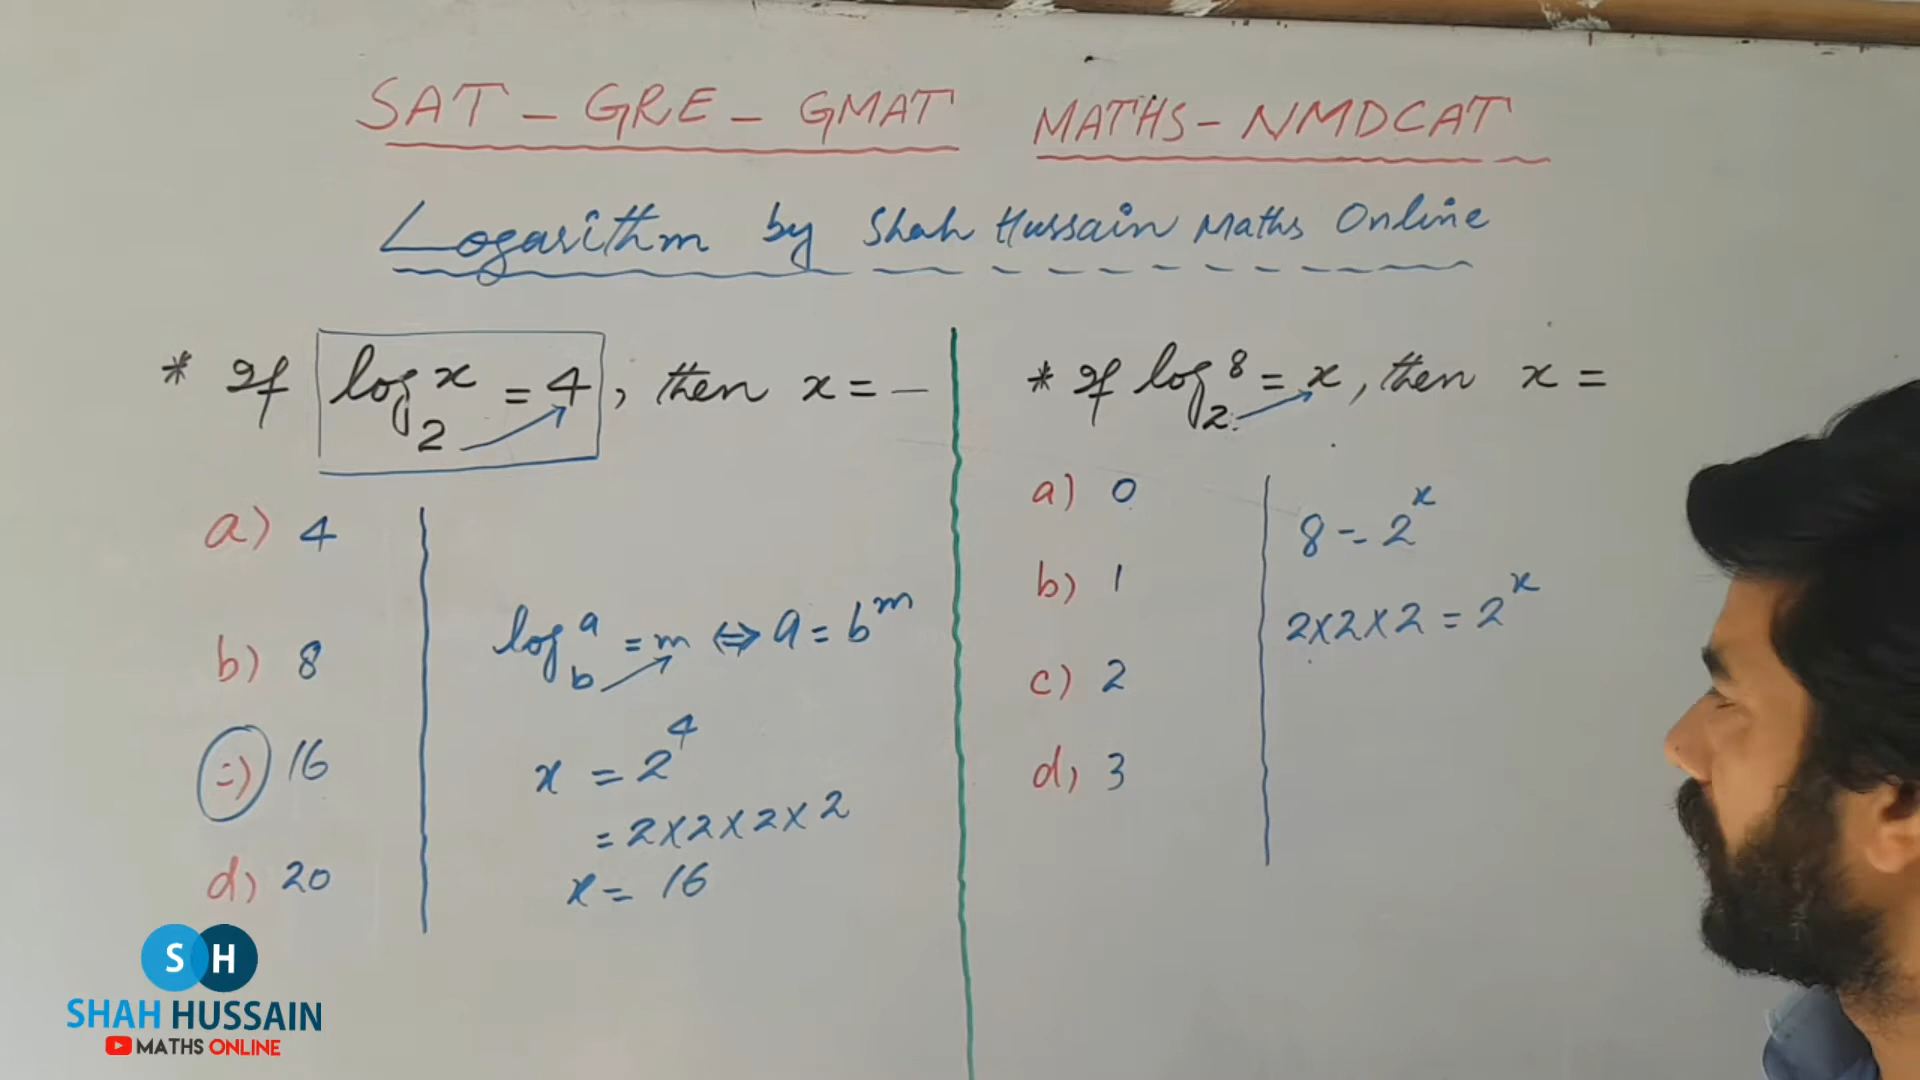 SAT - GRE - GMAT MATHS - NMDCAT
Logarithm by Shah Hussain Maths Online
* If log₂ x = 4, then x = _
a) 4
b) 8
c) 16
d) 20
log_b a = m ⇔ a = b^m
x = 2^4
= 2×2×2×2
x = 16
* If log₂ 8 = x, then x =
a) 0
b) 1
c) 2
d) 3
8 = 2^x
2×2×2 = 2^x
S H
SHAH HUSSAIN
MATHS ONLINE